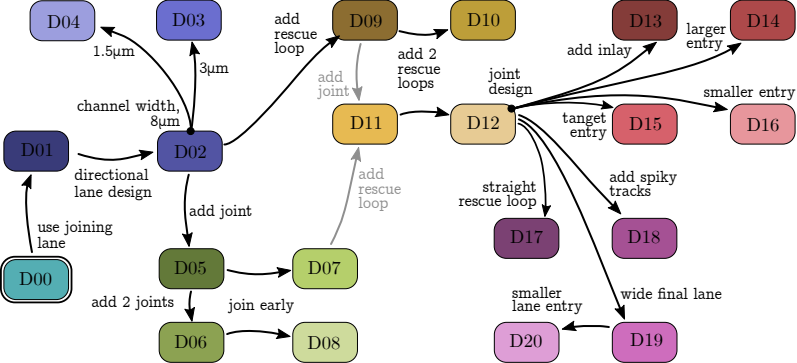 D04
D03
add
rescue
loop
D09
D10
D13
D14
1.5µm
3µm
add 2
rescue
loops
add inlay
larger
entry
add
joint
joint
design
channel width,
8µm
smaller entry
D01
D02
D11
D12
tanget
entry
D15
D16
directional
lane design
add
rescue
loop
straight
rescue loop
add spiky
tracks
use joining
lane
add joint
D17
D18
D00
D05
D07
add 2 joints
join early
smaller
lane entry
wide final lane
D06
D08
D20
D19